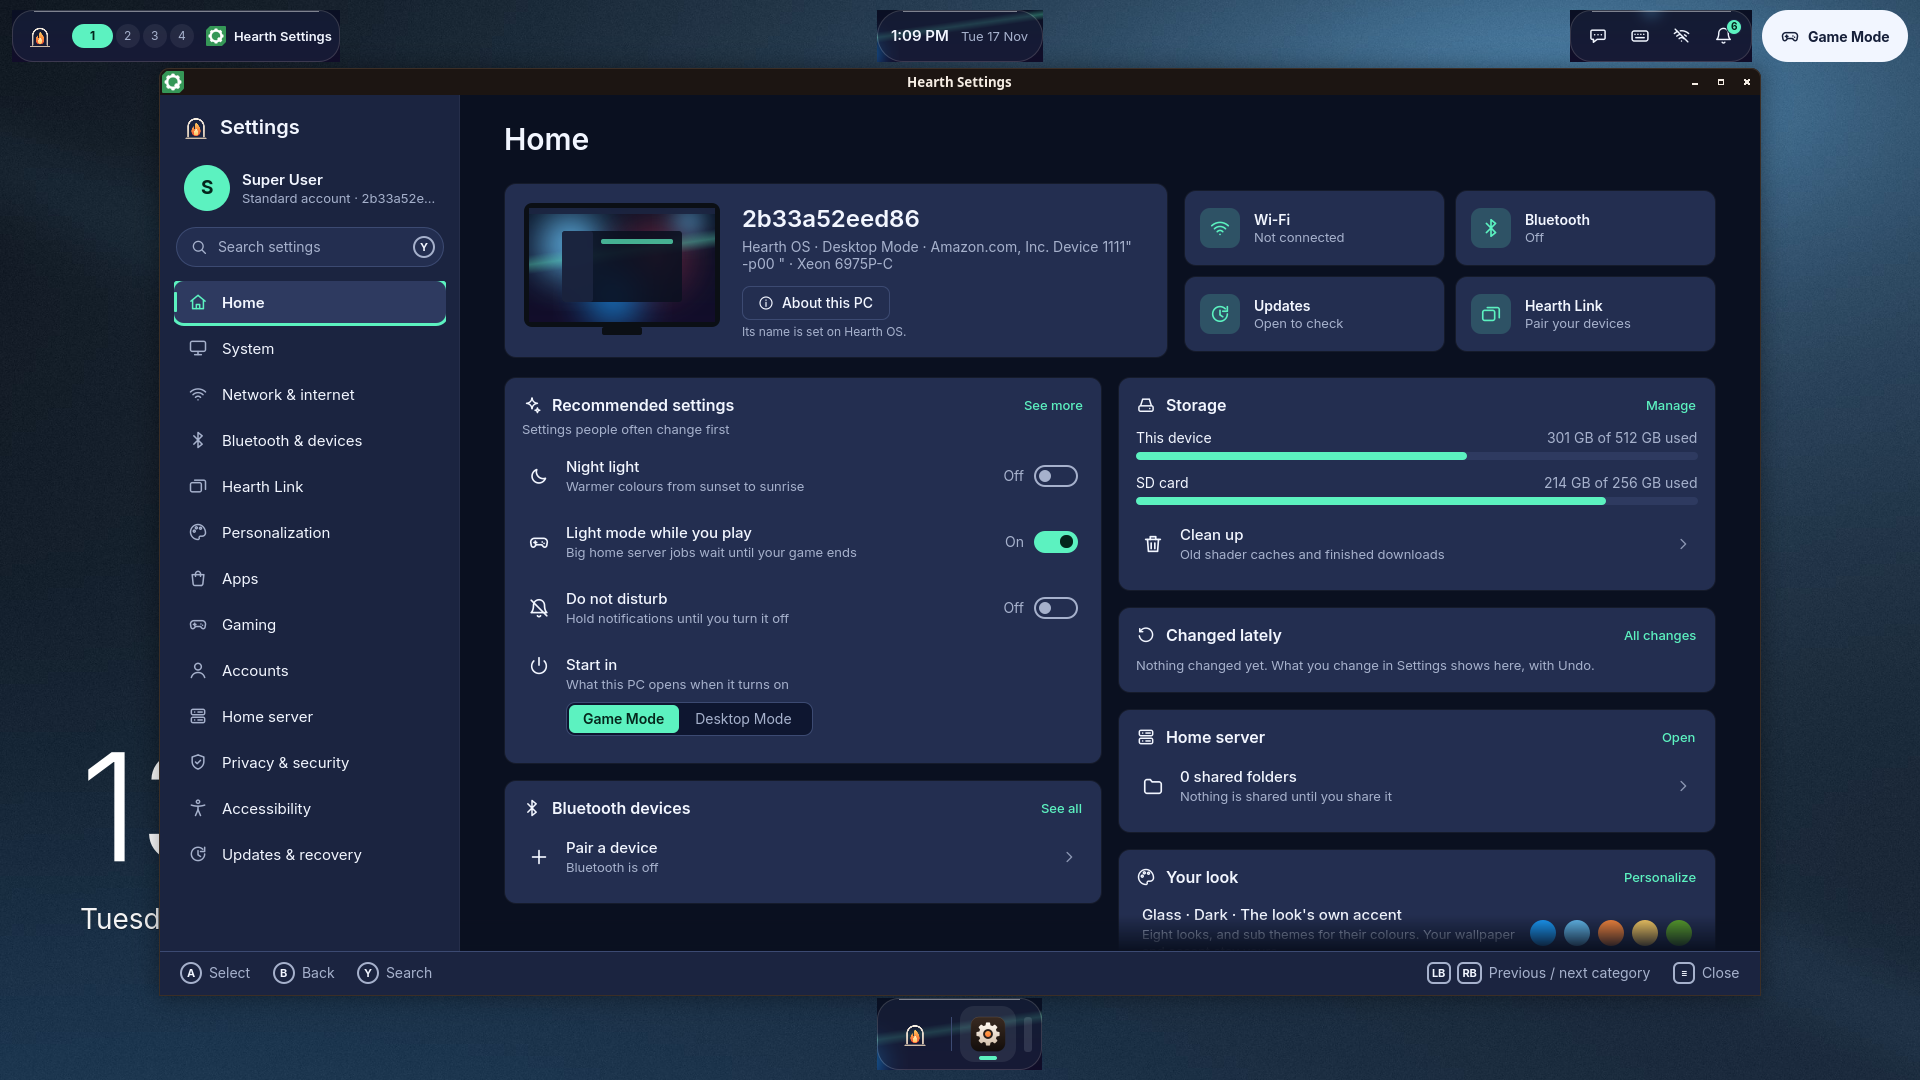 1 2 3 4 Hearth Settings
1:09 PM Tue 17 Nov
6
Game Mode
Hearth Settings
Settings
S
Super User
Standard account · 2b33a52e...
Search settings Y
Home
System
Network & internet
Bluetooth & devices
Hearth Link
Personalization
Apps
Gaming
Accounts
Home server
Privacy & security
Accessibility
Updates & recovery
Home
2b33a52eed86
Hearth OS · Desktop Mode · Amazon.com, Inc. Device 1111"
-p00 " · Xeon 6975P-C
About this PC
Its name is set on Hearth OS.
Wi-Fi
Not connected
Bluetooth
Off
Updates
Open to check
Hearth Link
Pair your devices
Recommended settings See more
Settings people often change first
Night light
Warmer colours from sunset to sunrise
Off
Light mode while you play
Big home server jobs wait until your game ends
On
Do not disturb
Hold notifications until you turn it off
Off
Start in
What this PC opens when it turns on
Game Mode Desktop Mode
Bluetooth devices See all
Pair a device
Bluetooth is off
Storage Manage
This device 301 GB of 512 GB used
SD card 214 GB of 256 GB used
Clean up
Old shader caches and finished downloads
Changed lately All changes
Nothing changed yet. What you change in Settings shows here, with Undo.
Home server Open
0 shared folders
Nothing is shared until you share it
Your look Personalize
Glass · Dark · The look's own accent
Eight looks, and sub themes for their colours. Your wallpaper
Tuesd
A Select B Back Y Search
LB RB Previous / next category ≡ Close